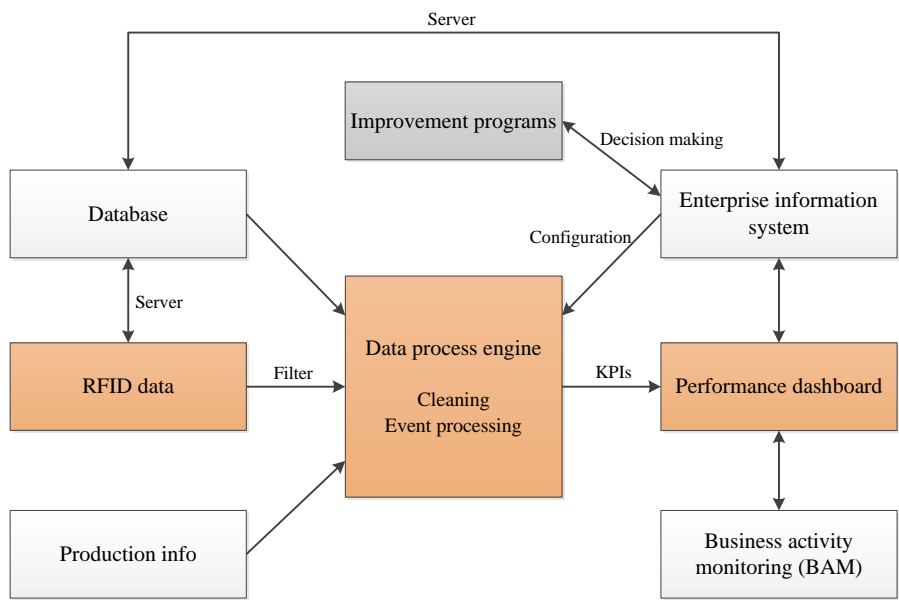 Server
Improvement programs
Decision making
Database
Enterprise information
system
Configuration
Server
Data process engine
RFID data
Filter
KPIs
Performance dashboard
Cleaning
Event processing
Production info
Business activity
monitoring (BAM)